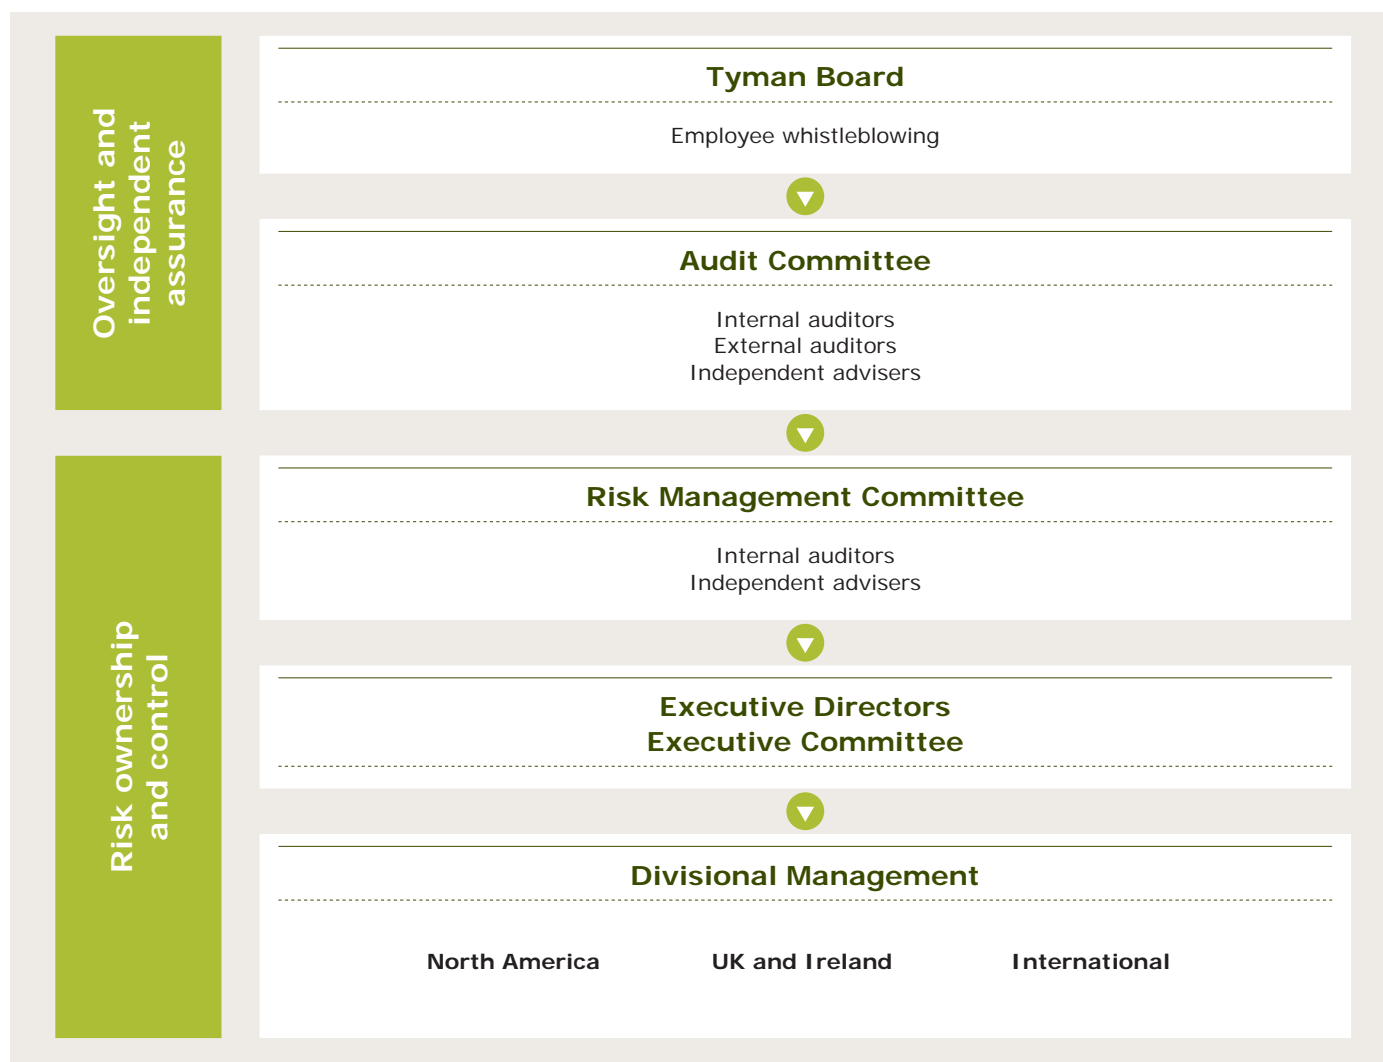 Oversight and
independent
assurance
Tyman Board
Employee whistleblowing
Audit Committee
Internal auditors
External auditors
Independent advisers
Risk ownership
and control
Risk Management Committee
Internal auditors
Independent advisers
Executive Directors
Executive Committee
Divisional Management
North America
UK and Ireland
International